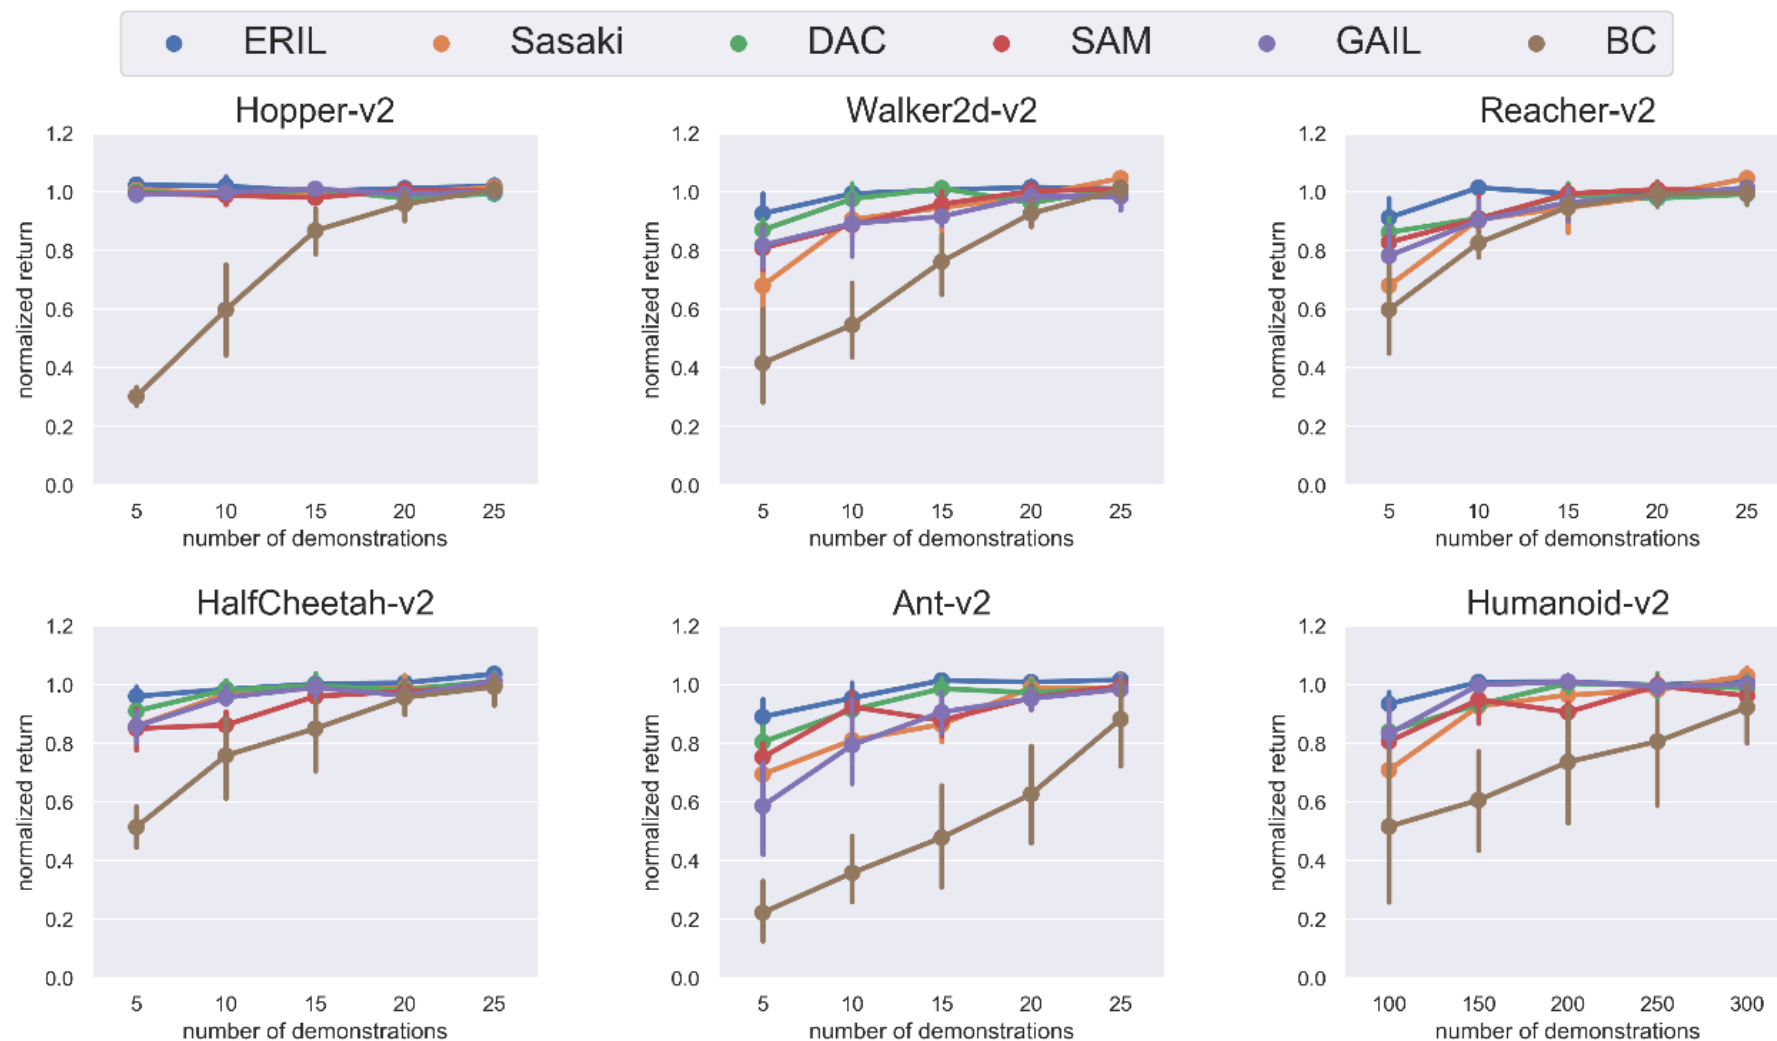 ERIL Sasaki DAC SAM GAIL BC
Hopper-v2
normalized return
1.2
1.0
0.8
0.6
0.4
0.2
0.0
5 10 15 20 25
number of demonstrations
Walker2d-v2
normalized return
1.2
1.0
0.8
0.6
0.4
0.2
0.0
5 10 15 20 25
number of demonstrations
Reacher-v2
normalized return
1.2
1.0
0.8
0.6
0.4
0.2
0.0
5 10 15 20 25
number of demonstrations
HalfCheetah-v2
normalized return
1.2
1.0
0.8
0.6
0.4
0.2
0.0
5 10 15 20 25
number of demonstrations
Ant-v2
normalized return
1.2
1.0
0.8
0.6
0.4
0.2
0.0
5 10 15 20 25
number of demonstrations
Humanoid-v2
normalized return
1.2
1.0
0.8
0.6
0.4
0.2
0.0
100 150 200 250 300
number of demonstrations